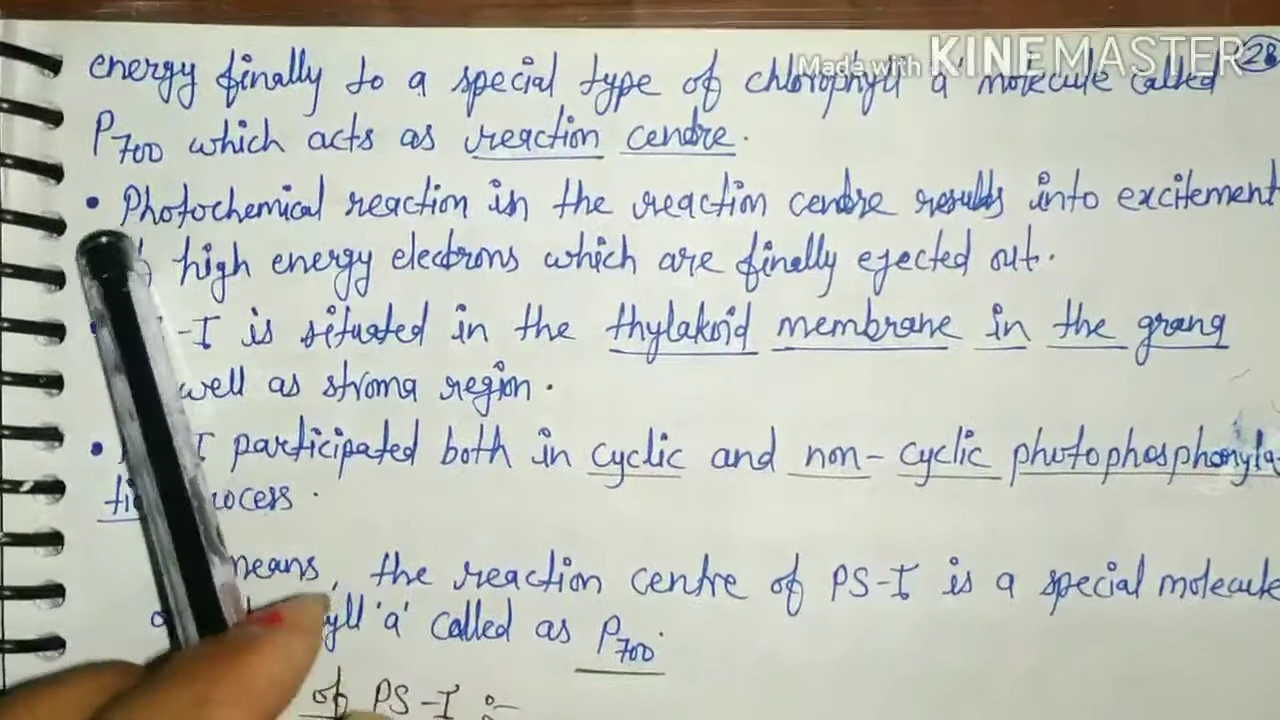 Made with KINEMASTER
28
energy finally to a special type of chlorophyll 'a' molecule called
P700 which acts as reaction centre.
• Photochemical reaction in the reaction centre results into excitement
high energy electrons which are finally ejected out.
-I is situated in the thylakoid membrane in the grana
well as stroma region.
• I participated both in cyclic and non-cyclic photophosphoryla-
process.
means, the reaction centre of PS-I is a special molecule
'a' called as P700.
of PS-I :-